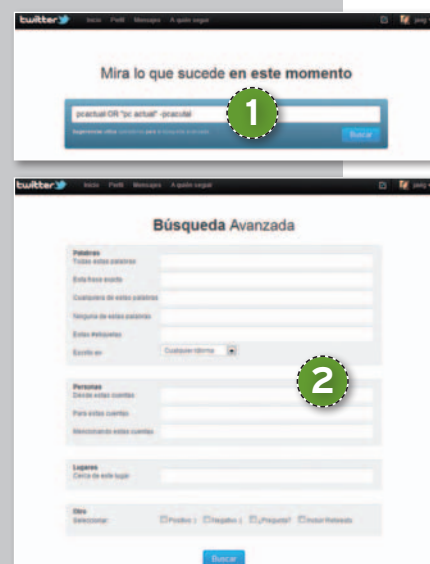 twitter Inicio Perfil Mensajes A quién seguir
Mira lo que sucede en este momento
pcactual OR "pc actual" -pcacutal
1
Buscar
twitter Inicio Perfil Mensajes A quién seguir
Búsqueda Avanzada
Palabras
Todas estas palabras
Esta frase exacta
Cualquiera de estas palabras
Ninguna de estas palabras
Estas etiquetas
Escrito en Cualquier idioma
2
Personas
Desde estas cuentas
Para estas cuentas
Mencionando estas cuentas
Lugares
Cerca de este lugar
Otro
Seleccionar: Positivo :) Negativo :( ¿Pregunta? Incluir Retweets
Buscar